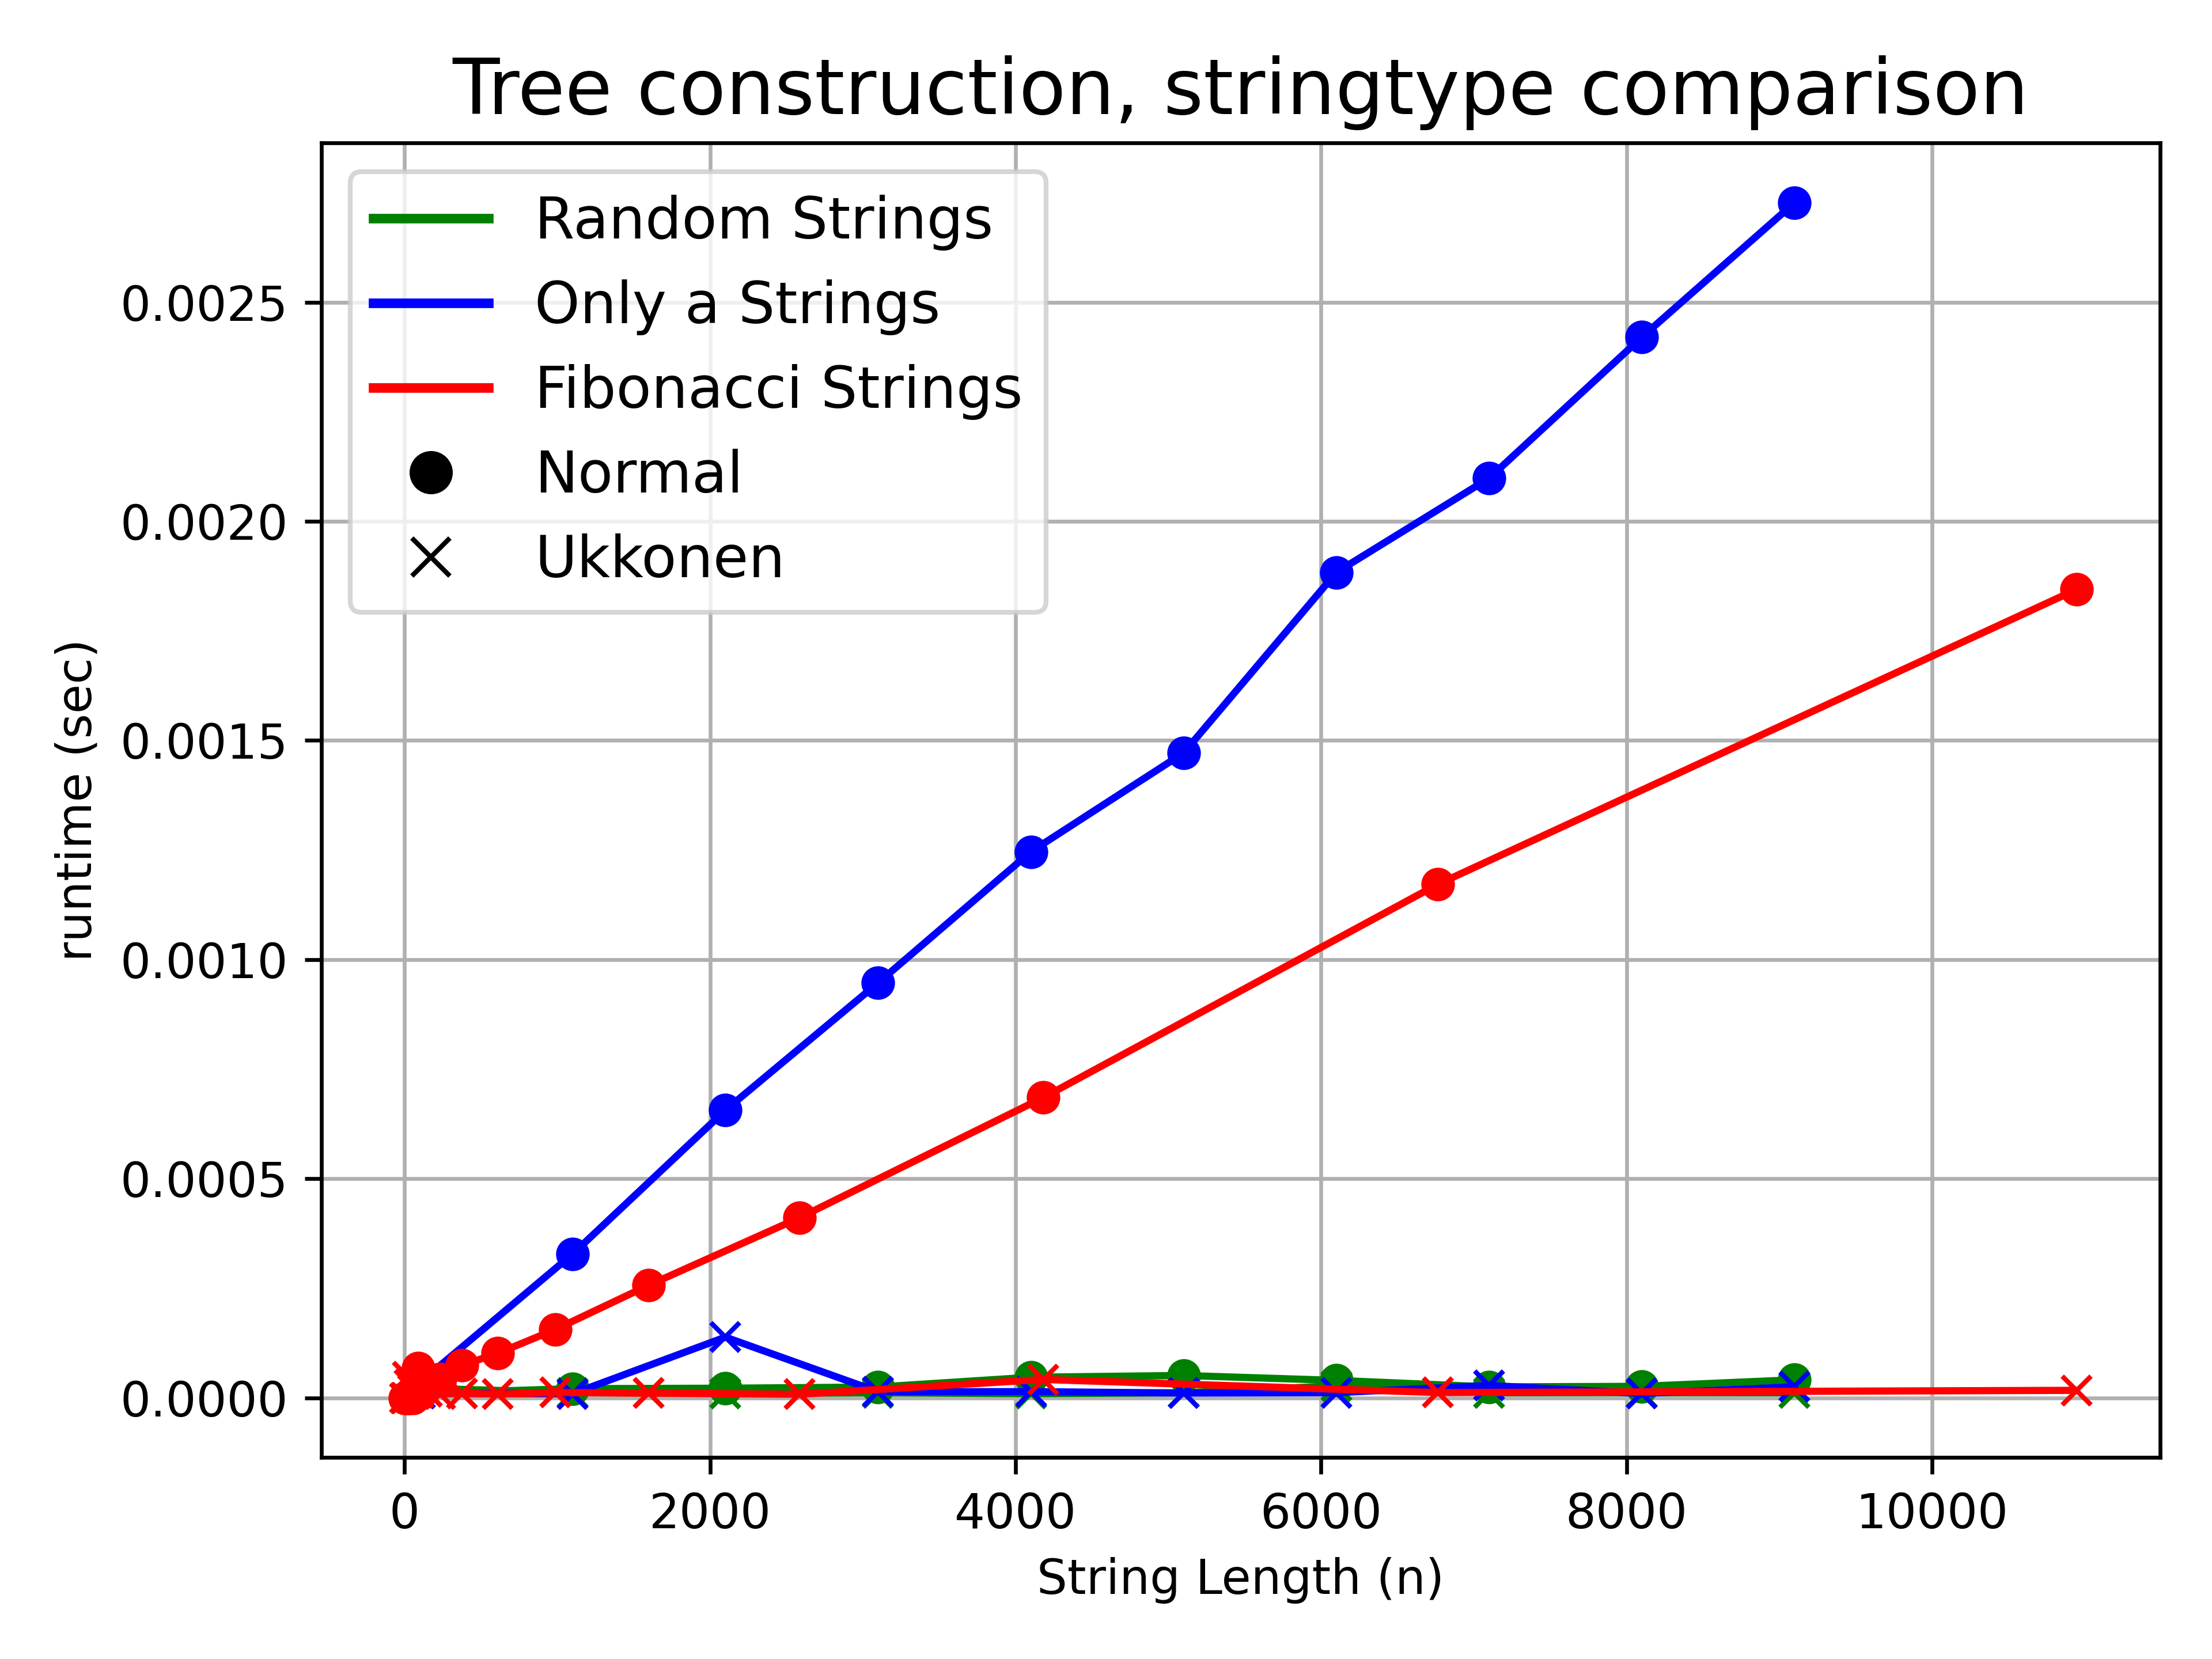 Tree construction, stringtype comparison
Random Strings
Only a Strings
Fibonacci Strings
Normal
Ukkonen
0.0025
0.0020
0.0015
0.0010
0.0005
0.0000
runtime (sec)
0 2000 4000 6000 8000 10000
String Length (n)